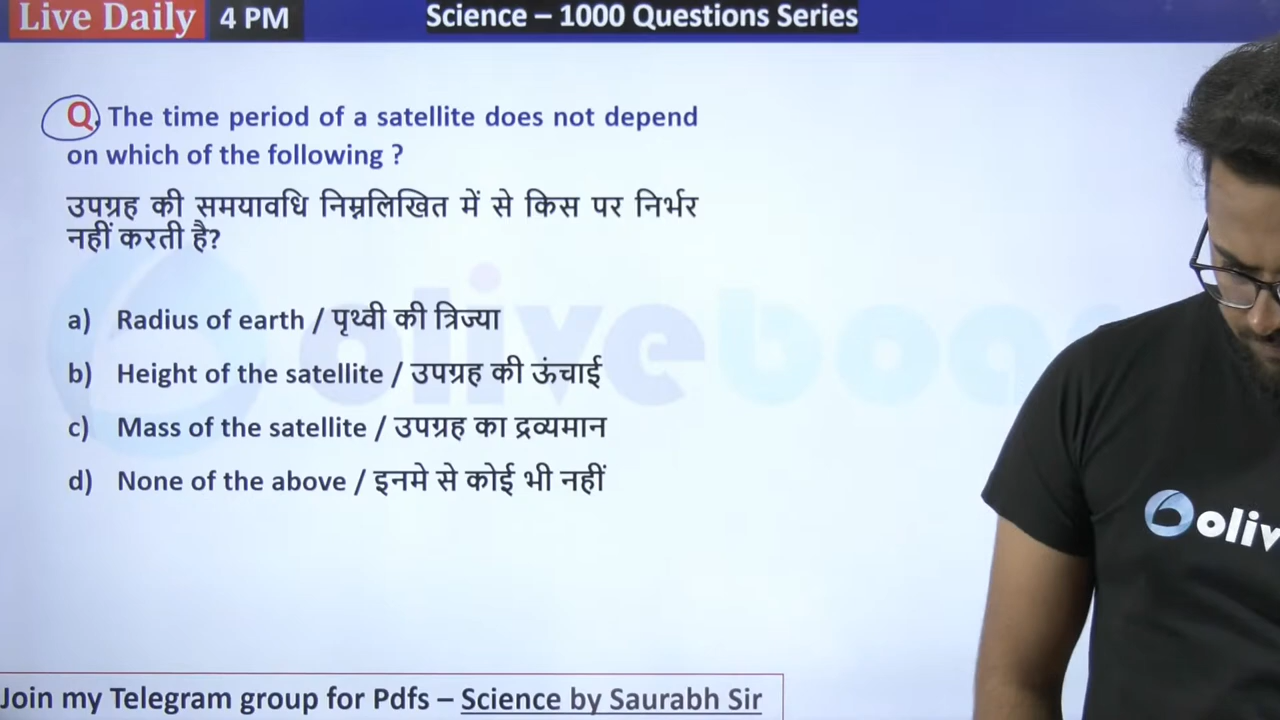 Live Daily 4 PM Science – 1000 Questions Series
Q. The time period of a satellite does not depend
on which of the following ?
उपग्रह की समयावधि निम्नलिखित में से किस पर निर्भर
नहीं करती है?
a) Radius of earth / पृथ्वी की त्रिज्या
b) Height of the satellite / उपग्रह की ऊंचाई
c) Mass of the satellite / उपग्रह का द्रव्यमान
d) None of the above / इनमे से कोई भी नहीं
oliveboa
oliv
Join my Telegram group for Pdfs – Science by Saurabh Sir